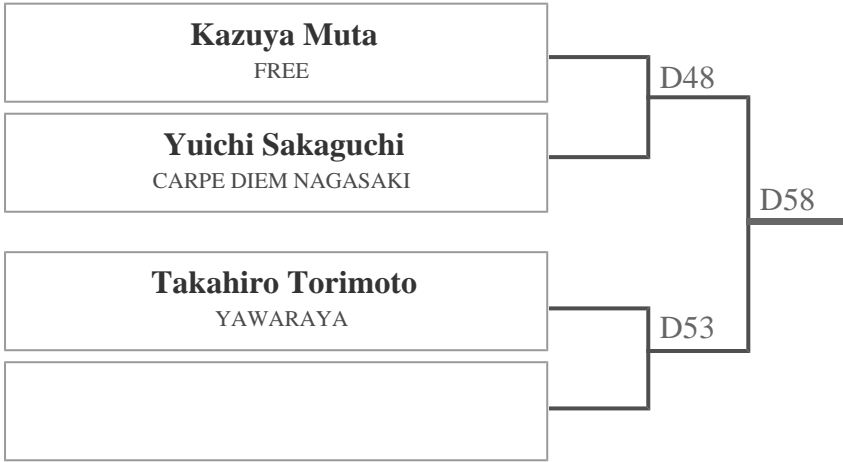 Kazuya Muta
FREE
D48
Yuichi Sakaguchi
CARPE DIEM NAGASAKI
D58
Takahiro Torimoto
YAWARAYA
D53